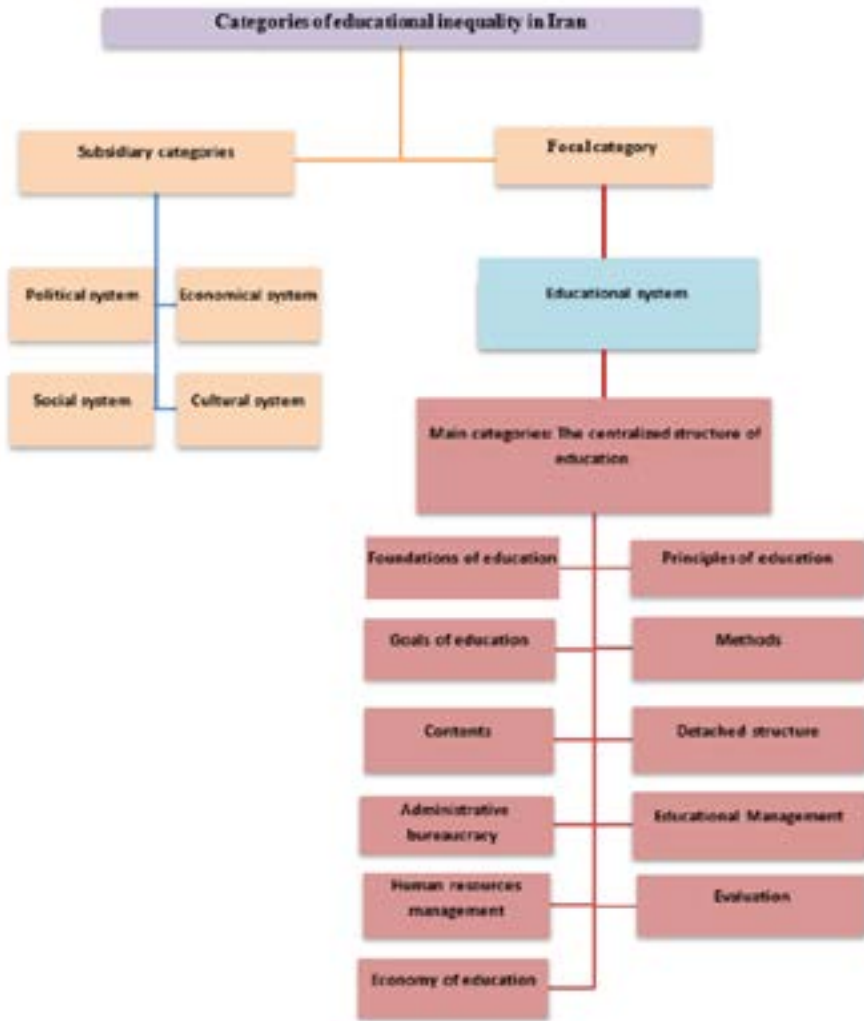 Categories of educational inequality in Iran
Subsidiary categories
Focal category
Political system
Economical system
Educational system
Social system
Cultural system
Main categories: The centralized structure of
education
Foundations of education
Principles of education
Goals of education
Methods
Contents
Detached structure
Administrative
bureaucracy
Educational Management
Human resources
management
Evaluation
Economy of education